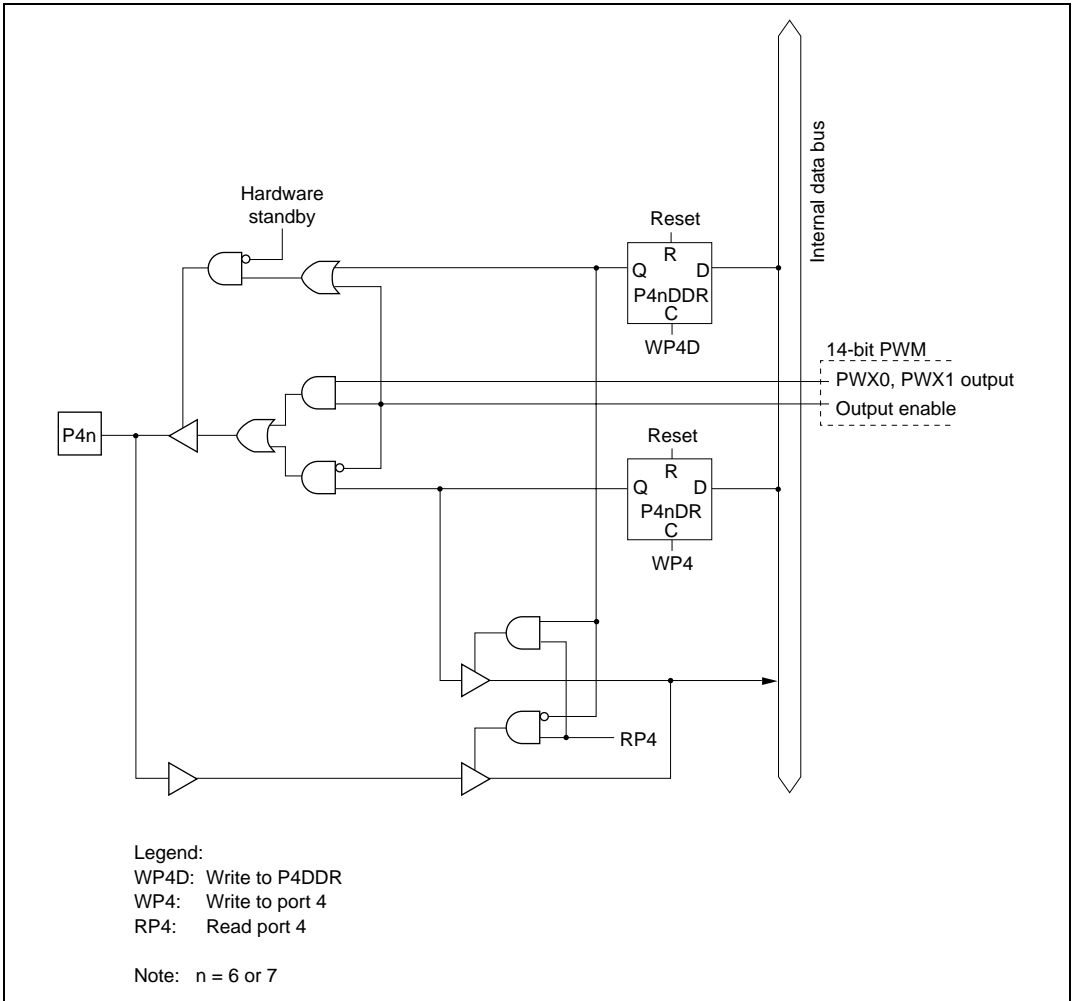 Internal data bus
Hardware
standby
Reset
R
Q D
P4nDDR
C
WP4D
14-bit PWM
PWX0, PWX1 output
Output enable
P4n
Reset
R
Q D
P4nDR
C
WP4
RP4
Legend:
WP4D: Write to P4DDR
WP4: Write to port 4
RP4: Read port 4
Note: n = 6 or 7